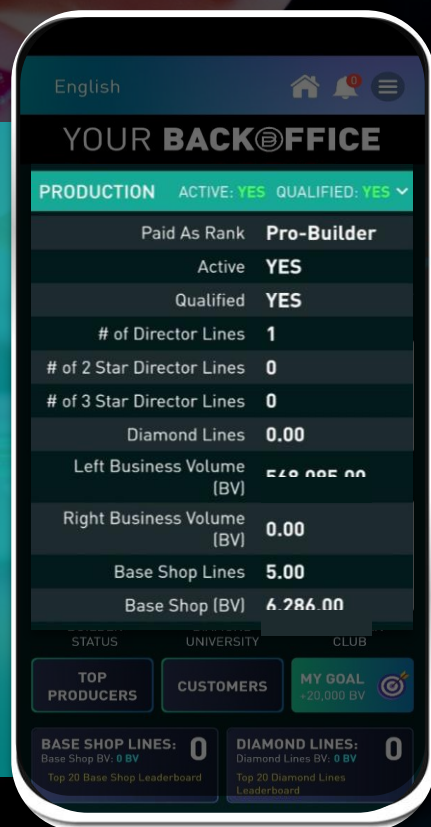 English
0
YOUR BACKOFFICE
PRODUCTION ACTIVE: YES QUALIFIED: YES
Paid As Rank Pro-Builder
Active YES
Qualified YES
# of Director Lines 1
# of 2 Star Director Lines 0
# of 3 Star Director Lines 0
Diamond Lines 0.00
Left Business Volume
(BV)
Right Business Volume
(BV) 0.00
Base Shop Lines 5.00
Base Shop (BV) 6,286.00
STATUS UNIVERSITY CLUB
TOP
PRODUCERS
CUSTOMERS
MY GOAL
+20,000 BV
BASE SHOP LINES: 0
Base Shop BV: 0 BV
Top 20 Base Shop Leaderboard
DIAMOND LINES: 0
Diamond Lines BV: 0 BV
Top 20 Diamond Lines
Leaderboard